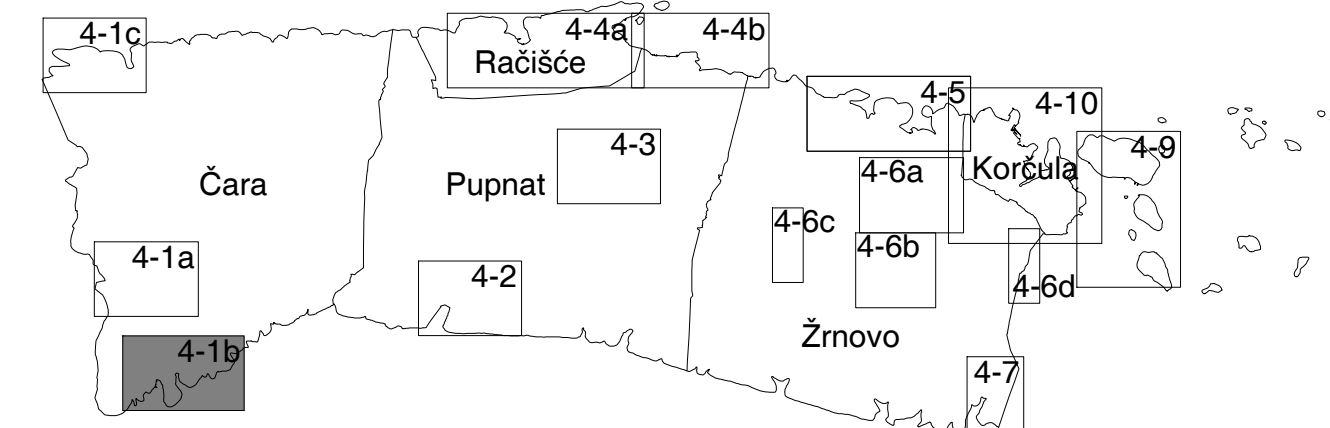 4-1c
4-4a
4-4b
Račišće
4-5
4-10
4-3
4-9
Čara
Pupnat
4-6a
Korčula
4-6c
4-6b
4-1a
4-2
4-6d
Žrnovo
4-1b
4-7